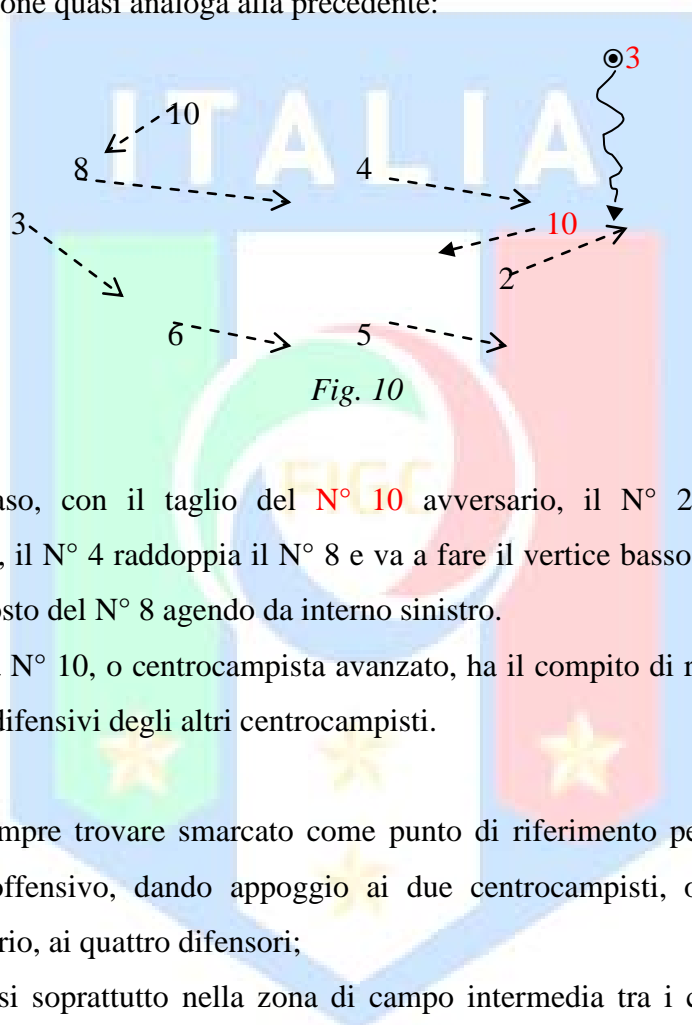 one quasi analoga alla precedente:
ITALIA
3
10
8
4
3
10
2
6
5
Fig. 10
FIGC
aso, con il taglio del N° 10 avversario, il N° 2
, il N° 4 raddoppia il N° 8 e va a fare il vertice basso
osto del N° 8 agendo da interno sinistro.
N° 10, o centrocampista avanzato, ha il compito di
difensivi degli altri centrocampisti.
mpre trovare smarcato come punto di riferimento pe
offensivo, dando appoggio ai due centrocampisti, o
rio, ai quattro difensori;
si soprattutto nella zona di campo intermedia tra i